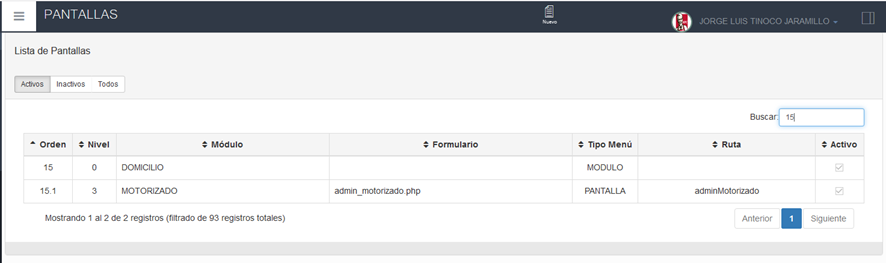 PANTALLAS
Nuevo
JORGE LUIS TINOCO JARAMILLO
Lista de Pantallas
Activos Inactivos Todos
Buscar: 15
Orden Nivel Módulo Formulario Tipo Menú Ruta Activo
15 0 DOMICILIO MODULO
15.1 3 MOTORIZADO admin_motorizado.php PANTALLA adminMotorizado
Mostrando 1 al 2 de 2 registros (filtrado de 93 registros totales)
Anterior 1 Siguiente